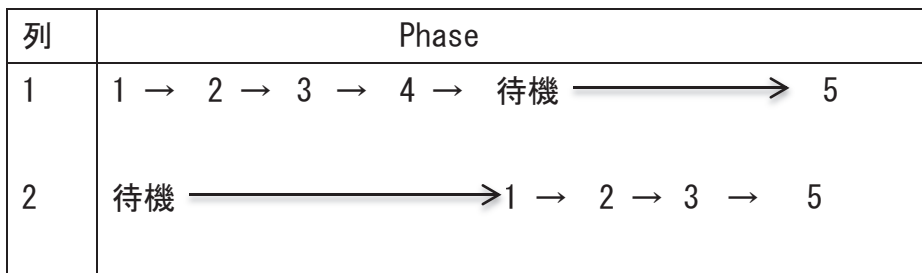 列 Phase
1 1 → 2 → 3 → 4 → 待機 → 5
2 待機 → 1 → 2 → 3 → 5